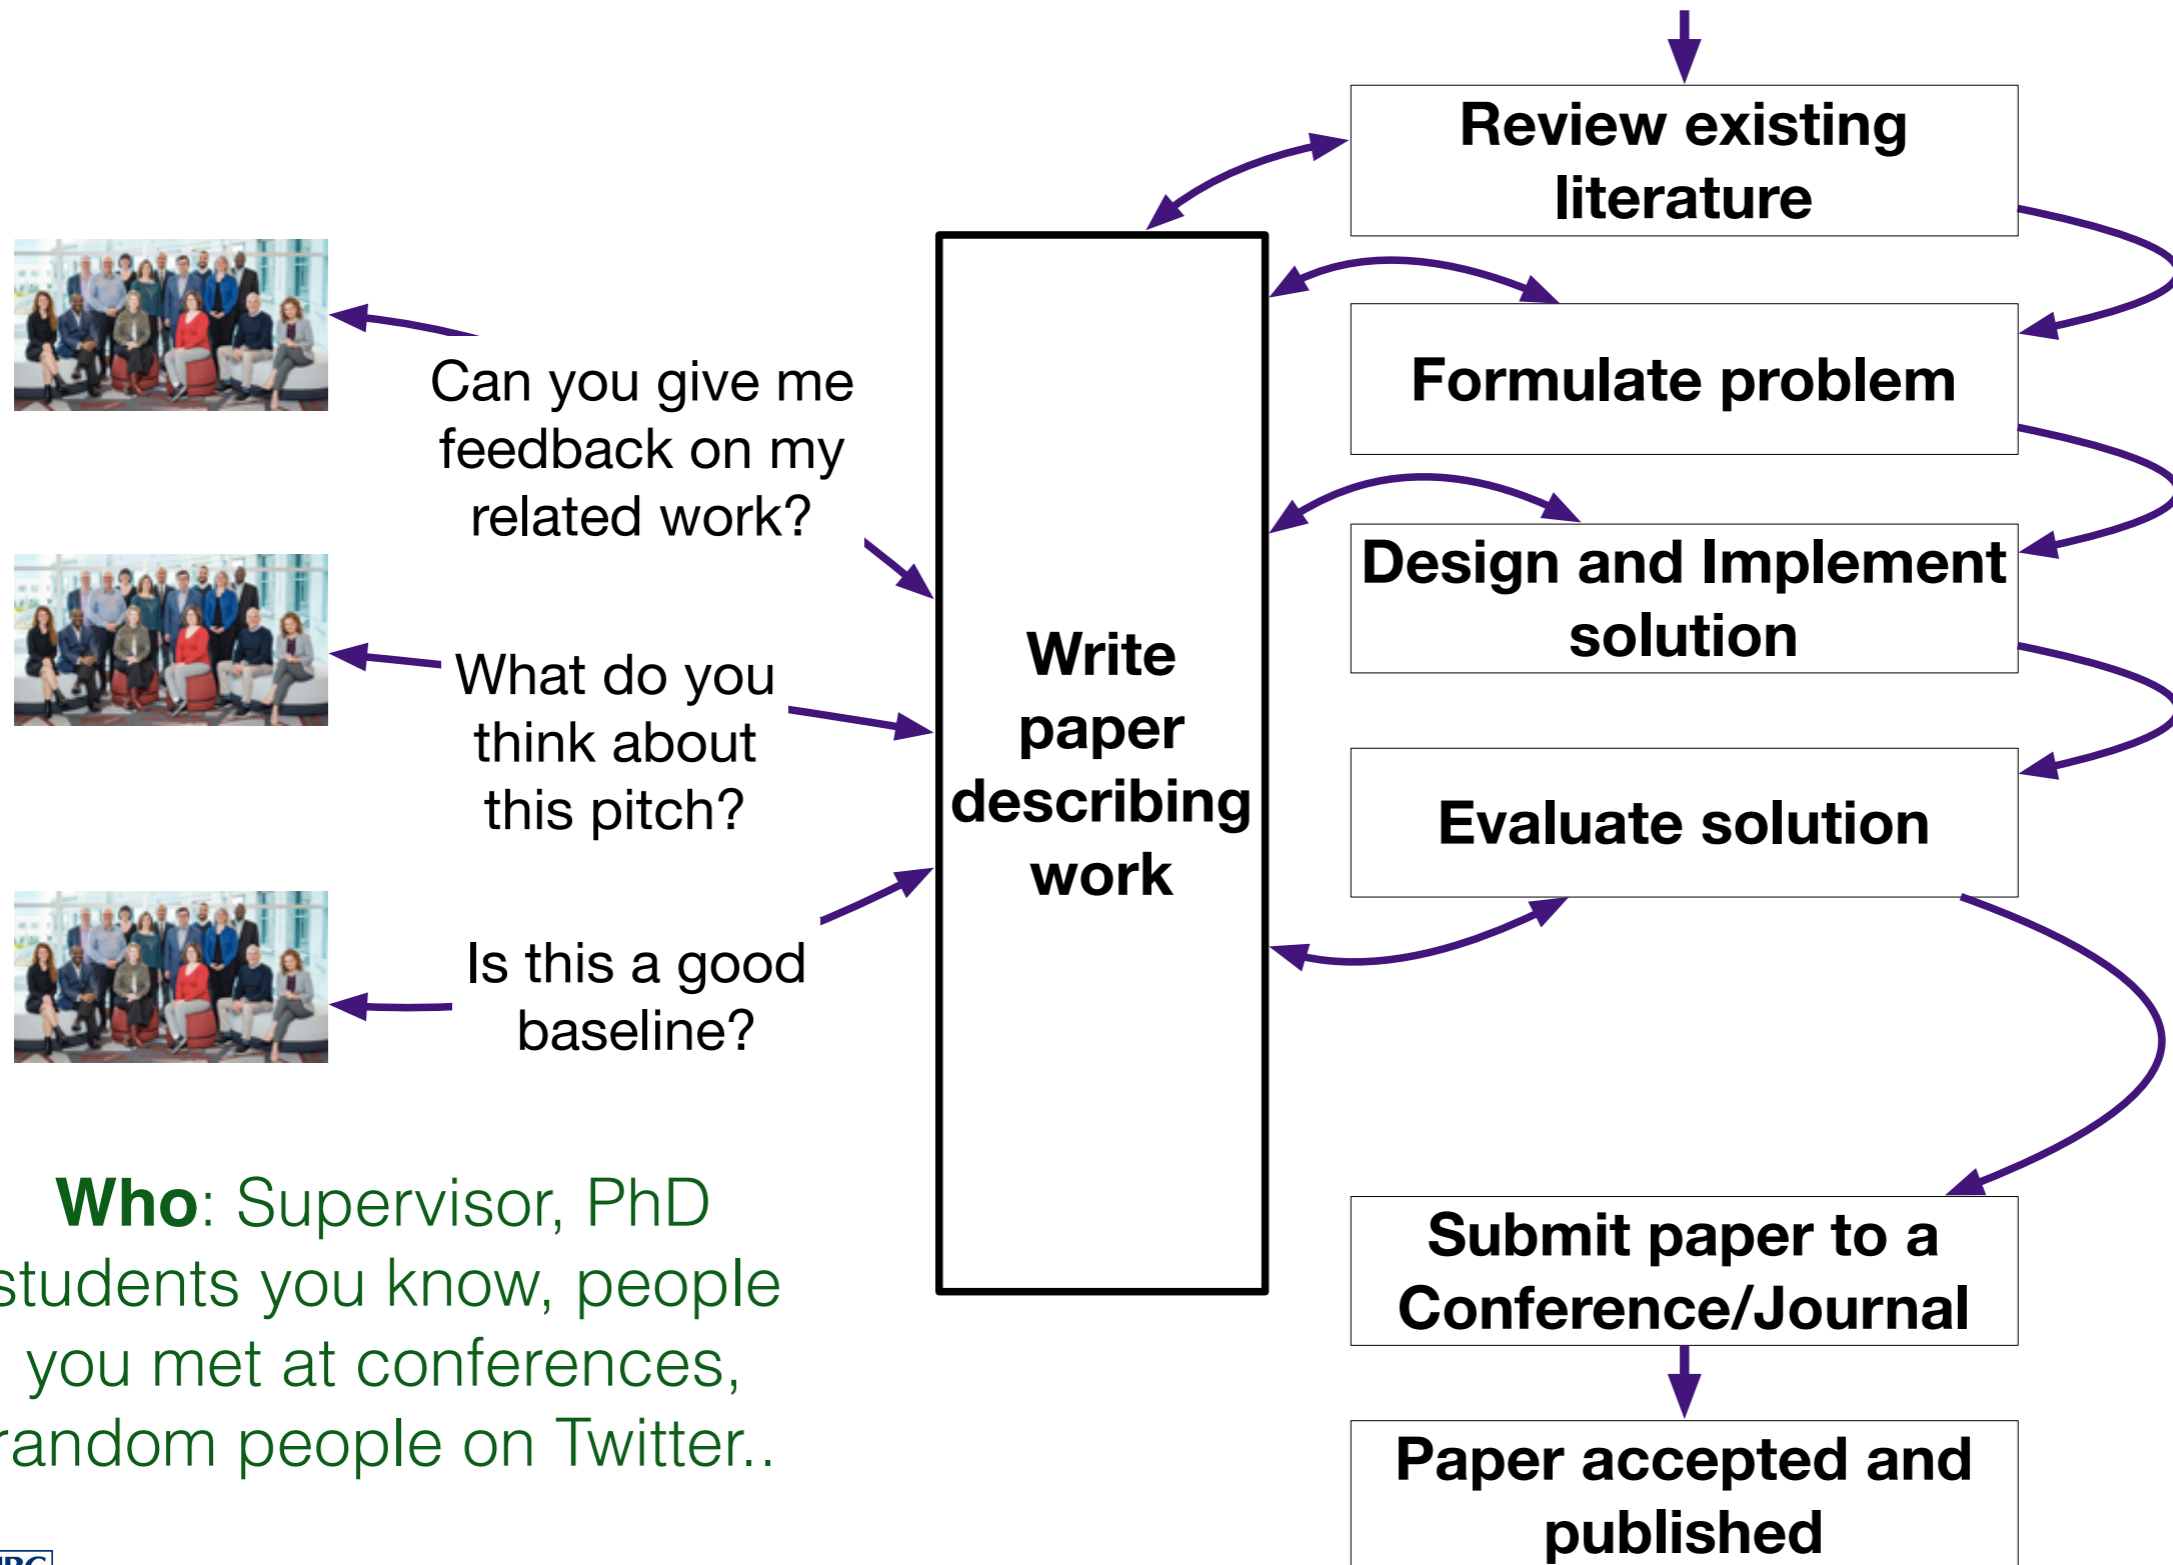 Review existing
literature
Formulate problem
Design and Implement
solution
Evaluate solution
Submit paper to a
Conference/Journal
Paper accepted and
published
Write
paper
describing
work
Can you give me
feedback on my
related work?
What do you
think about
this pitch?
Is this a good
baseline?
Who: Supervisor, PhD
students you know, people
you met at conferences,
random people on Twitter..